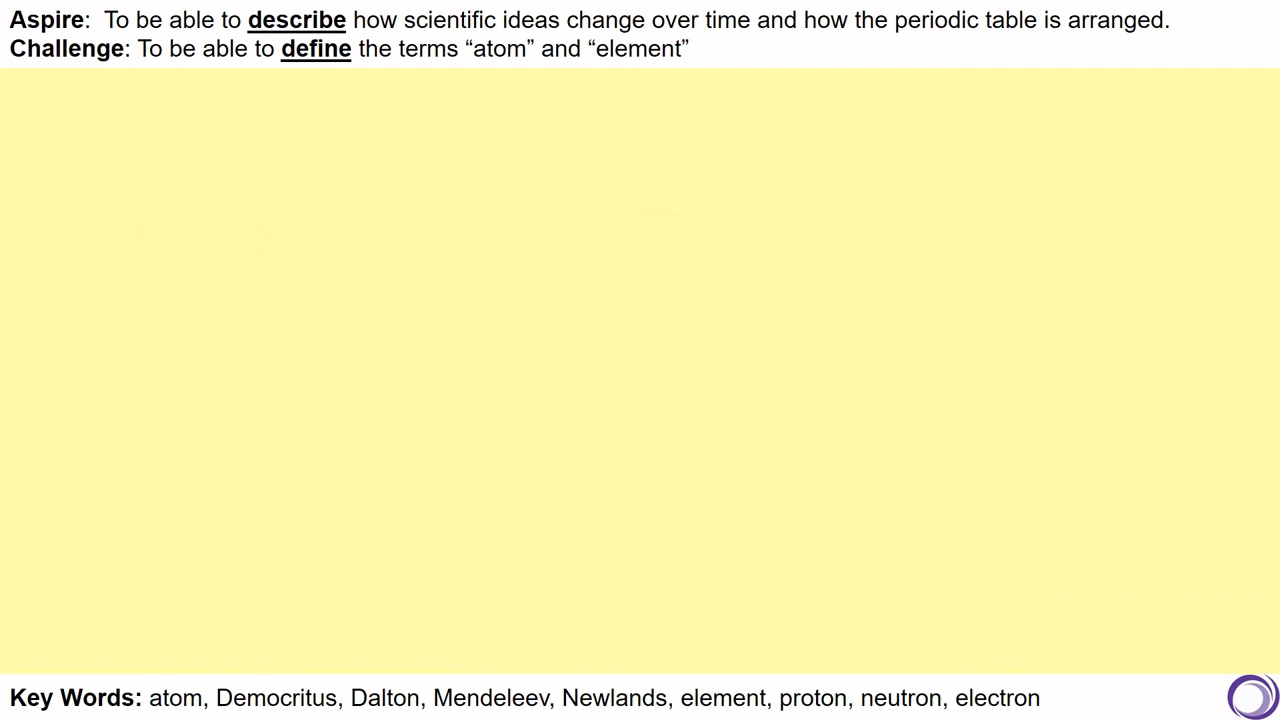 Aspire:  To be able to describe how scientific ideas change over time and how the periodic table is arranged.
Challenge: To be able to define the terms “atom” and “element”
Key Words: atom, Democritus, Dalton, Mendeleev, Newlands, element, proton, neutron, electron